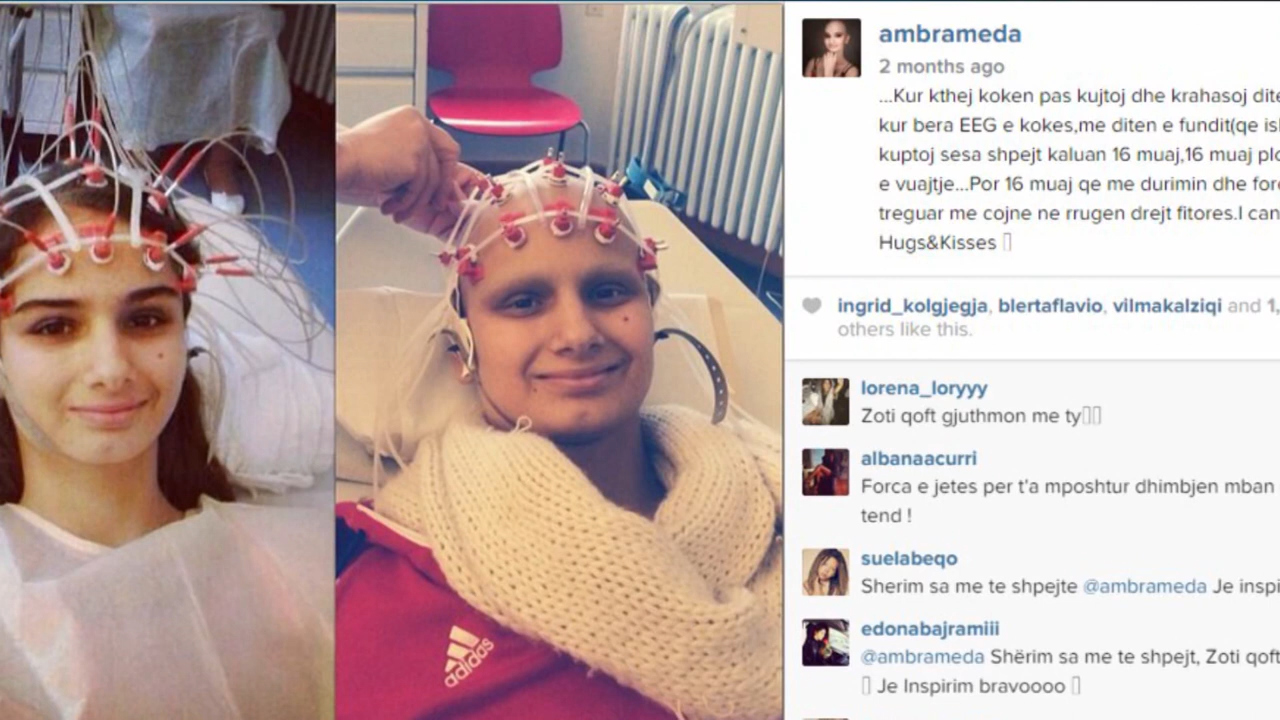 ambrameda
2 months ago
...Kur kthej koken pas kujtoj dhe krahasoj dite
kur bera EEG e kokes,me diten e fundit(qe
kuptoj sesa shpejt kaluan 16 muaj,16 muaj
e vuajtje...Por 16 muaj qe me durimin dhe
treguar me cojne ne rrugen drejt fitores.I can
Hugs&Kisses
ingrid_kolgjegja, blertaflavio, vilmakalziqi and 1,
others like this.
lorena_loryyy
Zoti qoft gjuthmon me ty
albanaacurri
Forca e jetes per t'a mposhtur dhimbjen mban
tend !
suelabeqo
Sherim sa me te shpejte @ambrameda Je
edonabajramiii
@ambrameda Shërim sa me te shpejt, Zoti qoft
Je Inspirim bravoooo
adidas